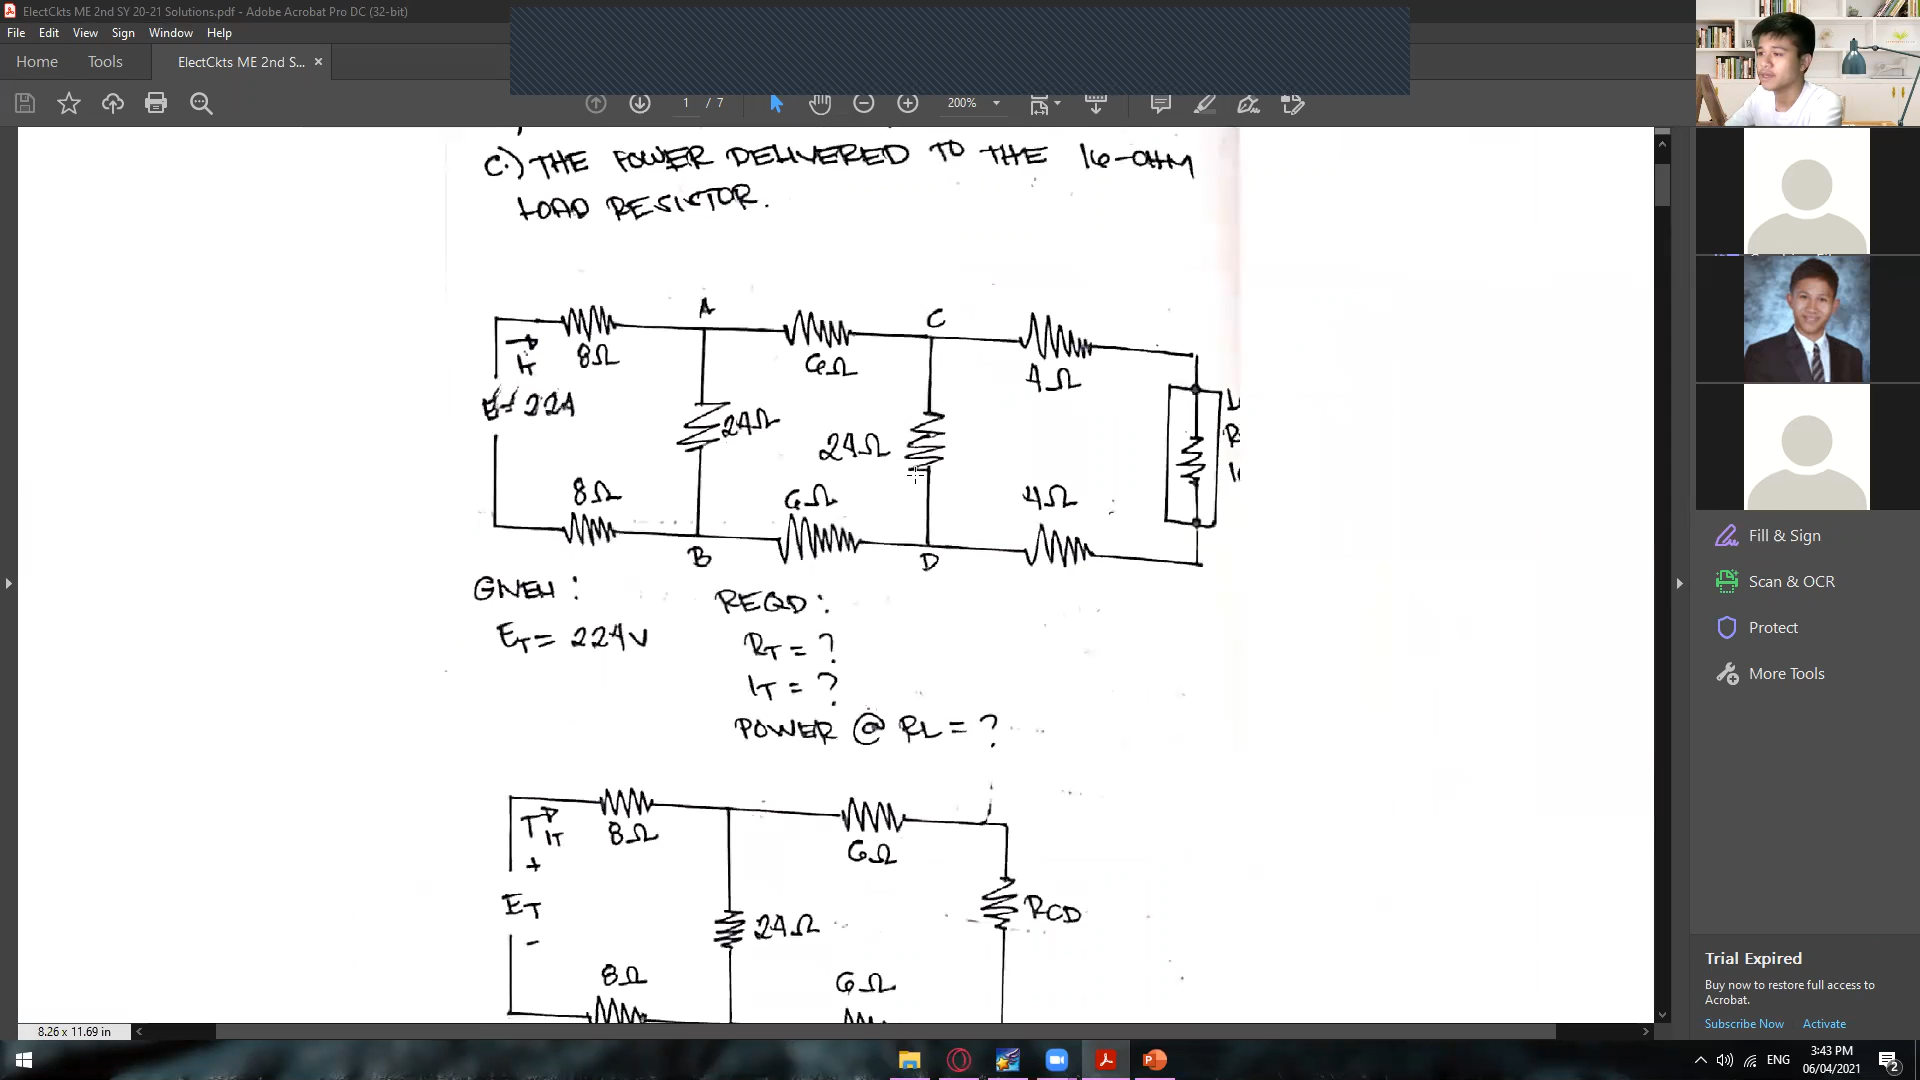 ElectCkts ME 2nd SY 20-21 Solutions.pdf - Adobe Acrobat Pro DC (32-bit)
File Edit View Sign Window Help
Home Tools ElectCkts ME 2nd S... ×
1 / 7 200%
C.) THE POWER DELIVERED TO THE 16-OHM
LOAD RESISTOR.
A C
IT 8Ω 6Ω 4Ω
E= 224
24Ω 24Ω
8Ω 6Ω 4Ω
B D
GIVEN : REQD :
ET = 224V
RT = ?
IT = ?
POWER @ RL = ?
IT 8Ω 6Ω
+
ET
-
24Ω RCD
8Ω 6Ω
Fill & Sign
Scan & OCR
Protect
More Tools
Trial Expired
Buy now to restore full access to
Acrobat.
Subscribe Now Activate
8.26 x 11.69 in
ENG 3:43 PM
06/04/2021
2